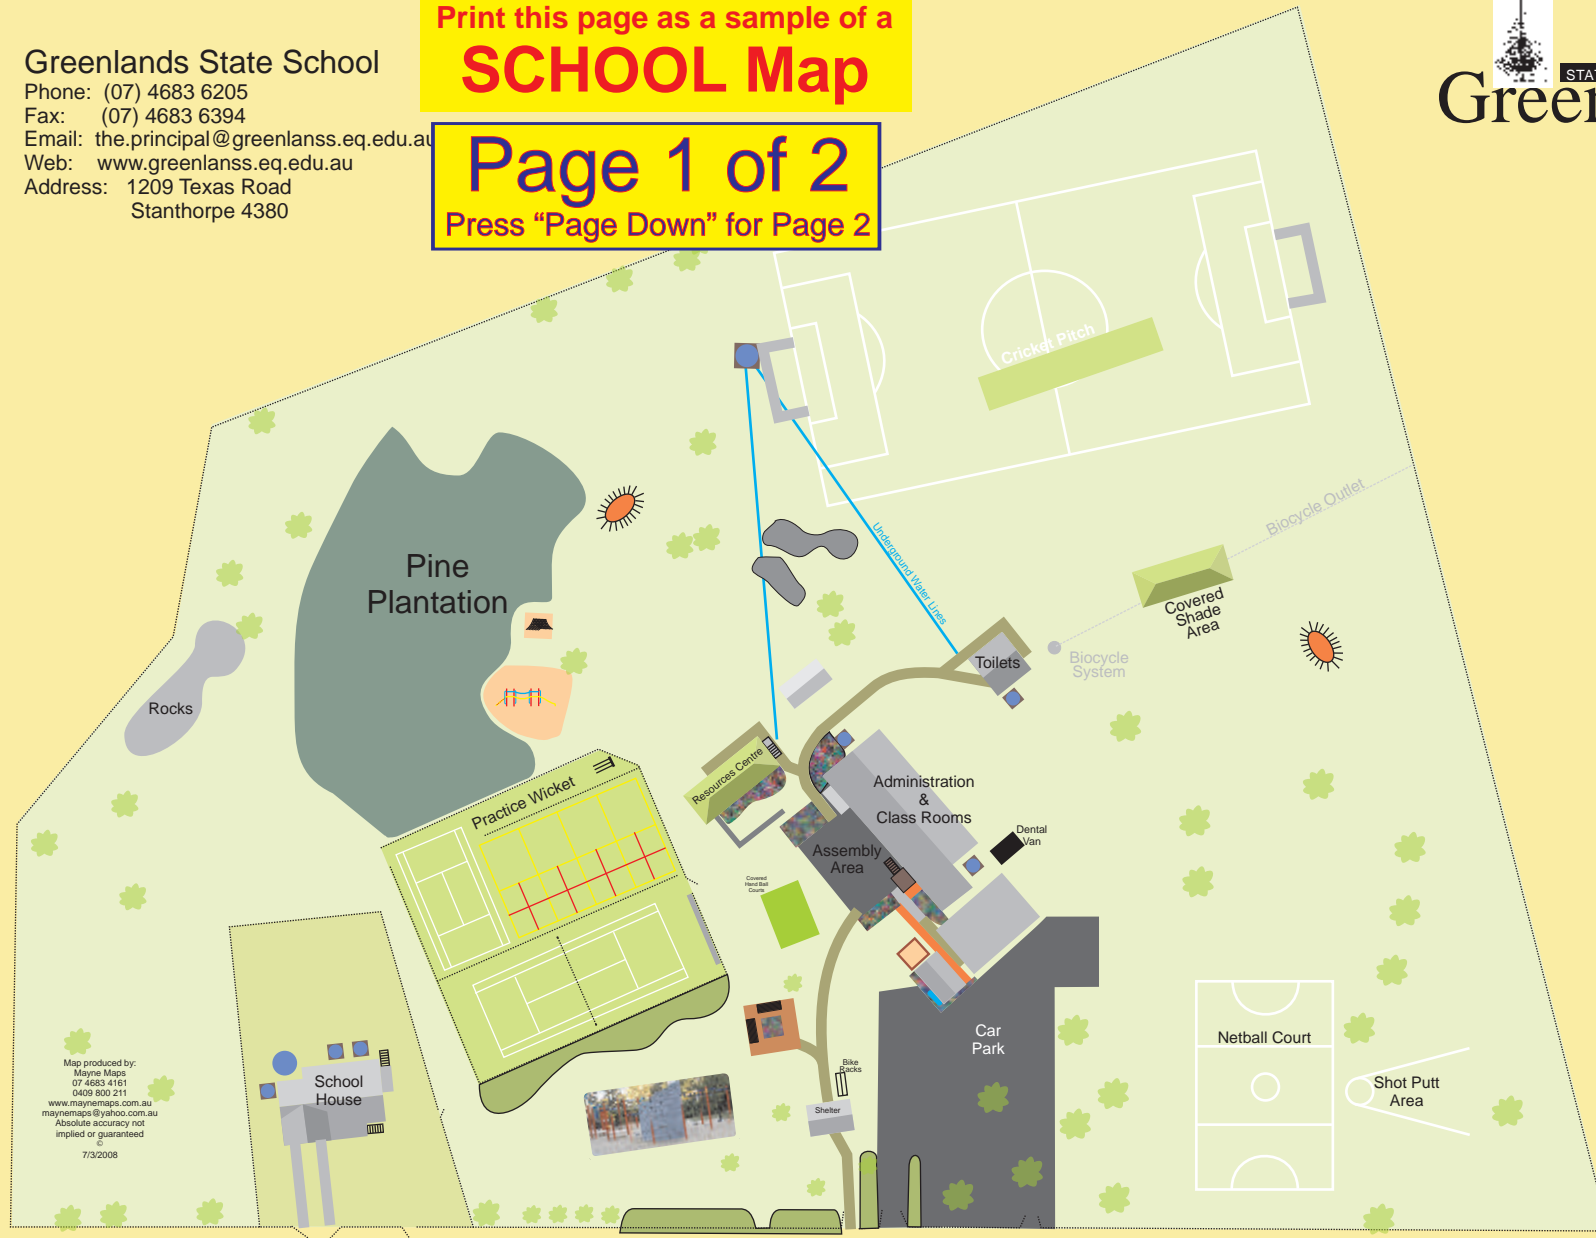 Print this page as a sample of a
SCHOOL Map
Page 1 of 2
Press “Page Down” for Page 2
Greenlands State School
Phone: (07) 4683 6205
Fax: (07) 4683 6394
Email: the.principal@greenlanss.eq.edu.au
Web: www.greenlanss.eq.edu.au
Address: 1209 Texas Road
Stanthorpe 4380
Cricket Pitch
Biocycle Outlet
Underground Water Lines
Pine
Plantation
Covered
Shade
Area
Toilets
Biocycle
System
Rocks
Resources Centre
Practice Wicket
Administration
&
Class Rooms
Dental
Van
Assembly
Area
Covered
Hand Ball
Courts
Car
Park
Netball Court
Shot Putt
Area
Bike
Racks
Shelter
School
House
Map produced by:
Mayne Maps
07 4683 4161
0409 800 211
www.maynemaps.com.au
maynemaps@yahoo.com.au
Absolute accuracy not
implied or guaranteed
©
7/3/2008